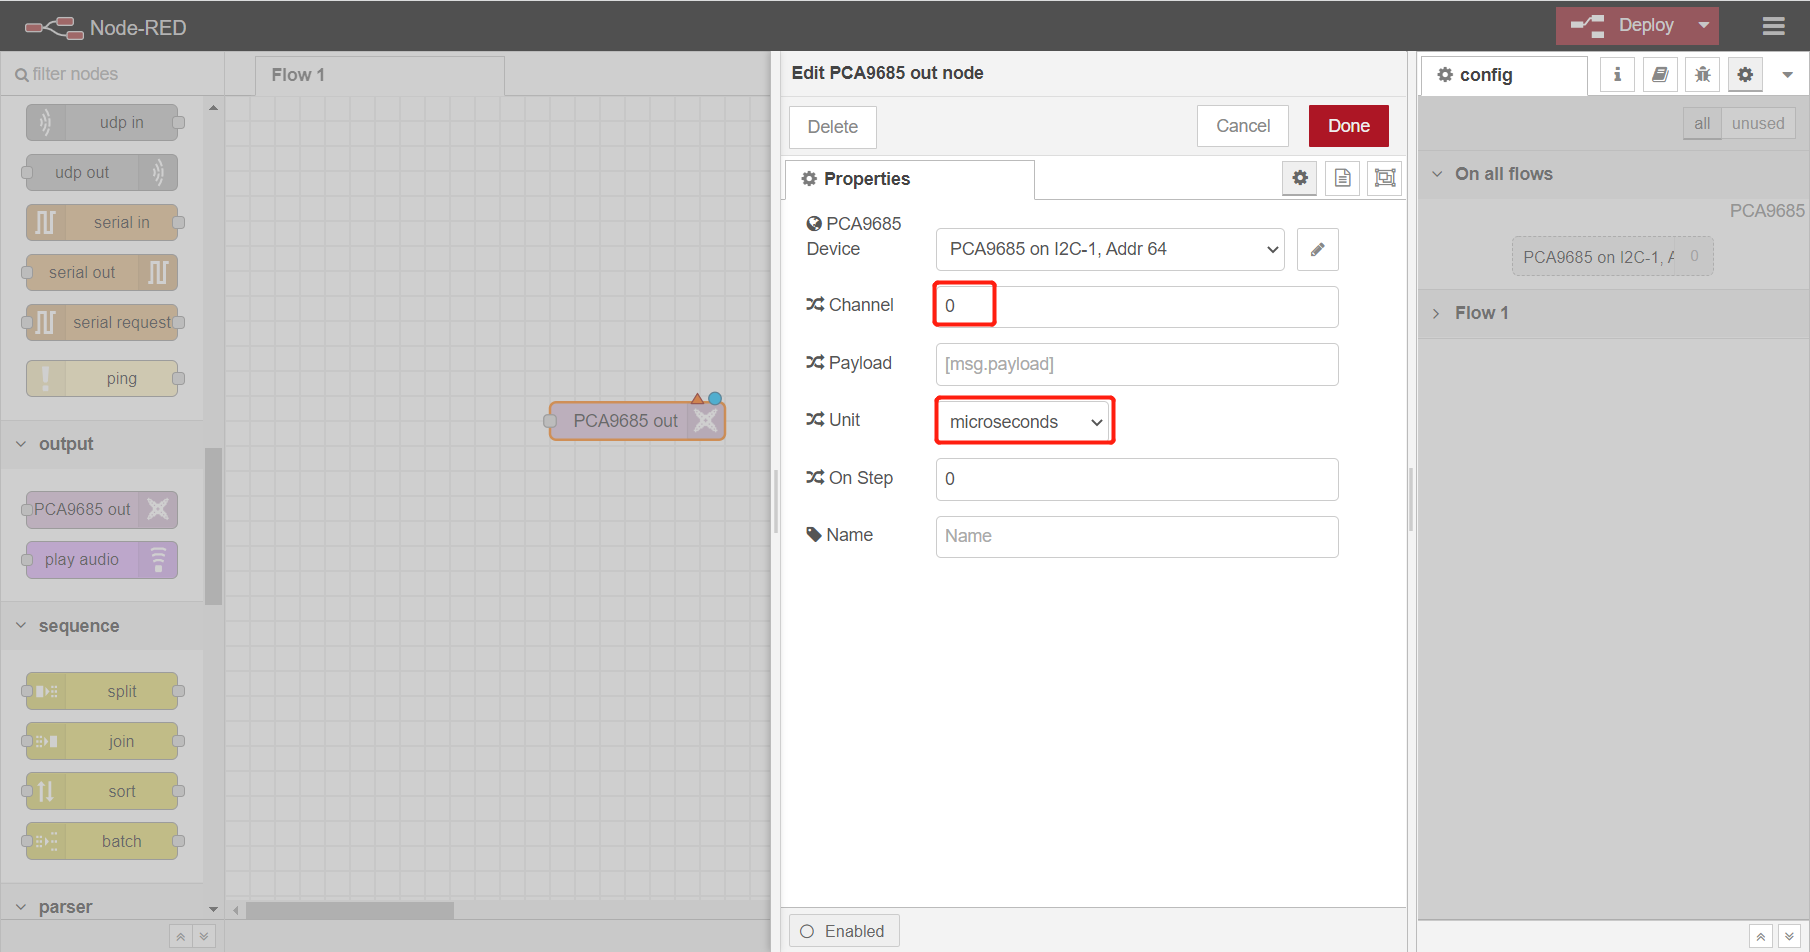 Node-RED
Deploy
filter nodes
Flow 1
udp in
udp out
serial in
serial out
serial request
ping
output
PCA9685 out
play audio
sequence
split
join
sort
batch
parser
PCA9685 out
Edit PCA9685 out node
Delete
Cancel
Done
Properties
PCA9685
Device
PCA9685 on I2C-1, Addr 64
Channel
0
Payload
[msg.payload]
Unit
microseconds
On Step
0
Name
Name
Enabled
config
all
unused
On all flows
PCA9685
PCA9685 on I2C-1, A
0
Flow 1